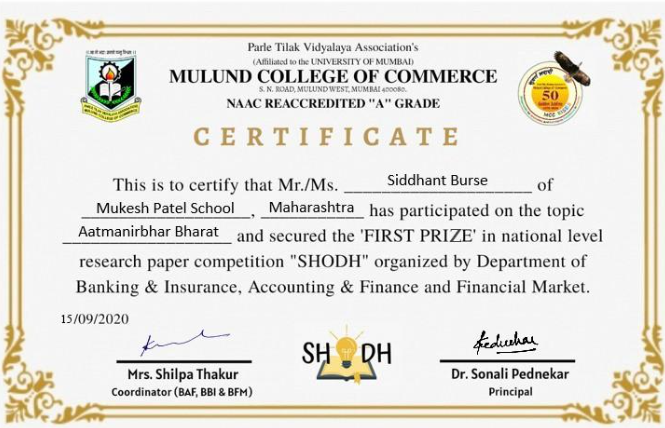 Parle Tilak Vidyalaya Association's
(Affiliated to the UNIVERSITY OF MUMBAI)
MULUND COLLEGE OF COMMERCE
S. N. ROAD, MULUND WEST, MUMBAI 400080.
NAAC REACCREDITED "A" GRADE
CERTIFICATE
This is to certify that Mr./Ms. Siddhant Burse of
Mukesh Patel School, Maharashtra has participated on the topic
Aatmanirbhar Bharat and secured the 'FIRST PRIZE' in national level
research paper competition "SHODH" organized by Department of
Banking & Insurance, Accounting & Finance and Financial Market.
15/09/2020
SHODH
Mrs. Shilpa Thakur
Coordinator (BAF, BBI & BFM)
Dr. Sonali Pednekar
Principal
50